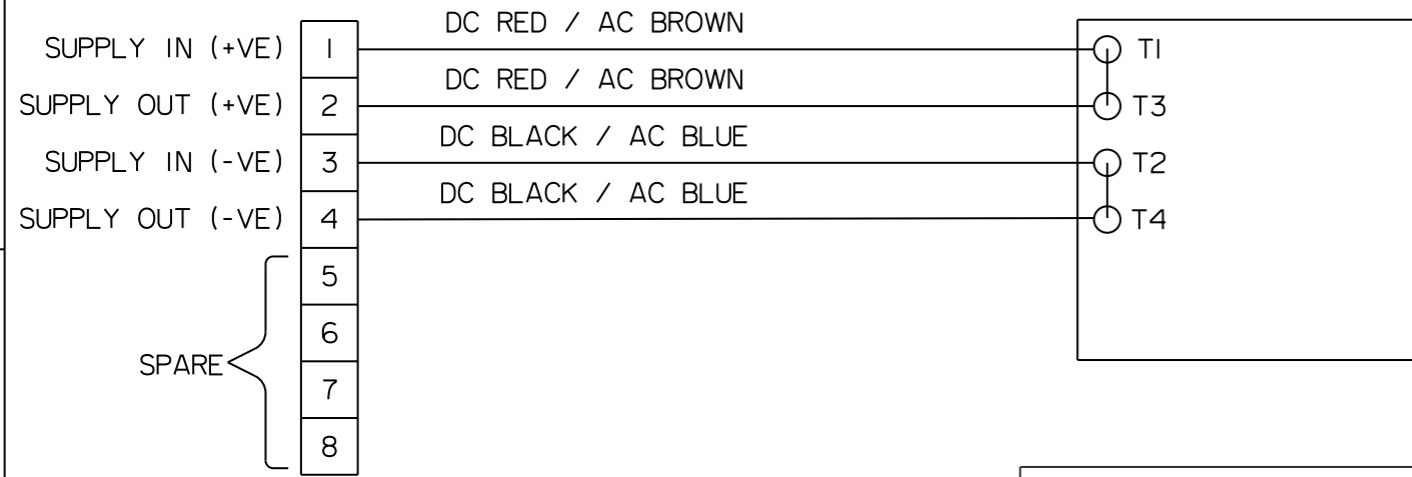 DC RED / AC BROWN
SUPPLY IN (+VE) 1 T1
DC RED / AC BROWN
SUPPLY OUT (+VE) 2 T3
DC BLACK / AC BLUE
SUPPLY IN (-VE) 3 T2
DC BLACK / AC BLUE
SUPPLY OUT (-VE) 4 T4
5
6
SPARE
7
8